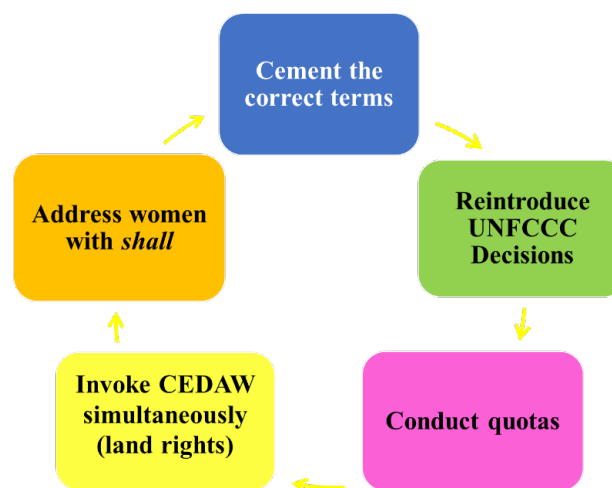 Cement the
correct terms
Reintroduce
UNFCCC
Decisions
Conduct quotas
Invoke CEDAW
simultaneously
(land rights)
Address women
with shall